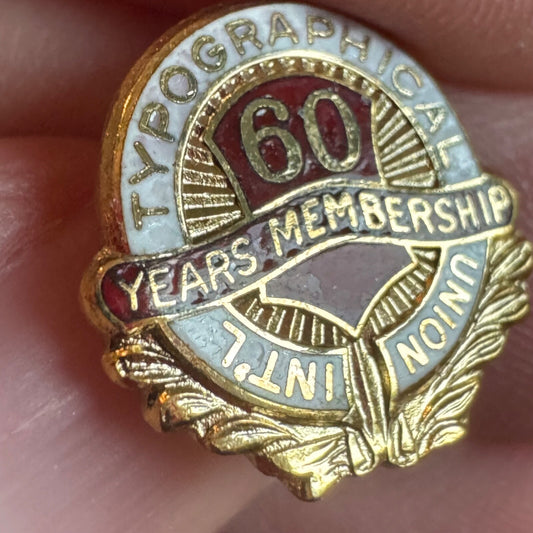 INT'L TYPOGRAPHICAL UNION
60
YEARS MEMBERSHIP